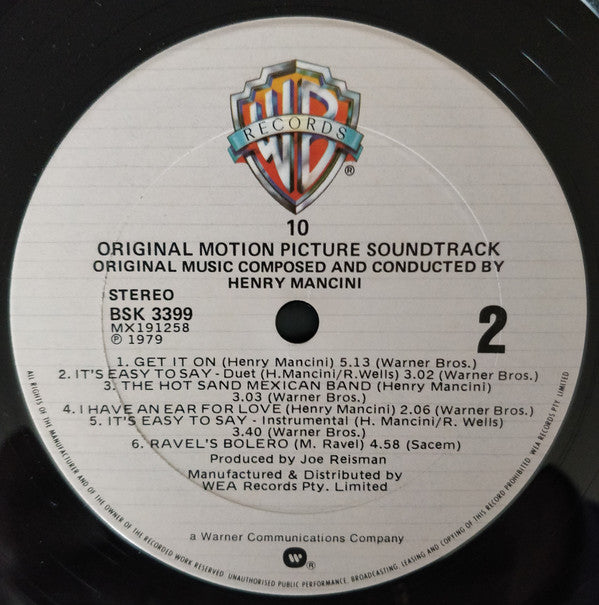 WB
RECORDS
®
10
ORIGINAL MOTION PICTURE SOUNDTRACK
ORIGINAL MUSIC COMPOSED AND CONDUCTED BY
HENRY MANCINI
STEREO
BSK 3399
MX191258
℗ 1979
2
1. GET IT ON (Henry Mancini) 5.13 (Warner Bros.)
2. IT'S EASY TO SAY - Duet (H.Mancini/R.Wells) 3.02 (Warner Bros.)
3. THE HOT SAND MEXICAN BAND (Henry Mancini)
3.03 (Warner Bros.)
4. I HAVE AN EAR FOR LOVE (Henry Mancini) 2.06 (Warner Bros.)
5. IT'S EASY TO SAY - Instrumental (H. Mancini/R. Wells)
3.40 (Warner Bros.)
6. RAVEL'S BOLERO (M. Ravel) 4.58 (Sacem)
Produced by Joe Reisman
Manufactured & Distributed by
WEA Records Pty. Limited
a Warner Communications Company
®
ALL RIGHTS OF THE MANUFACTURER AND OF THE OWNER OF THE RECORDED WORK RESERVED. UNAUTHORISED PUBLIC PERFORMANCE, BROADCASTING, LEASING AND COPYING OF THIS RECORD PROHIBITED. WEA RECORDS PTY. LIMITED